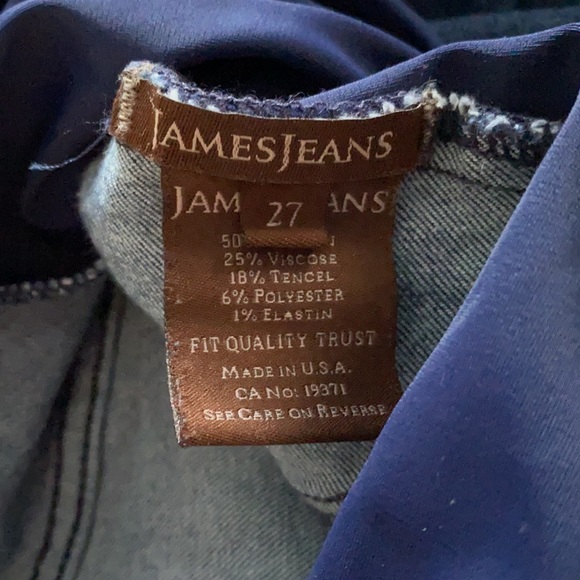 JAMESJEANS
JAM ANS
27
50
25% VISCOSE
18% TENCEL
6% POLYESTER
1% ELASTIN
FIT QUALITY TRUST
MADE IN U.S.A.
CA NO: 19371
SEE CARE ON REVERSE